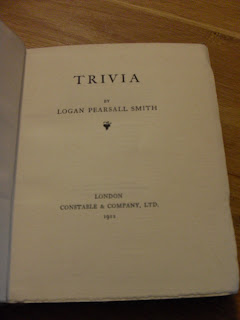 TRIVIA
BY
LOGAN PEARSALL SMITH
LONDON
CONSTABLE & COMPANY, LTD.